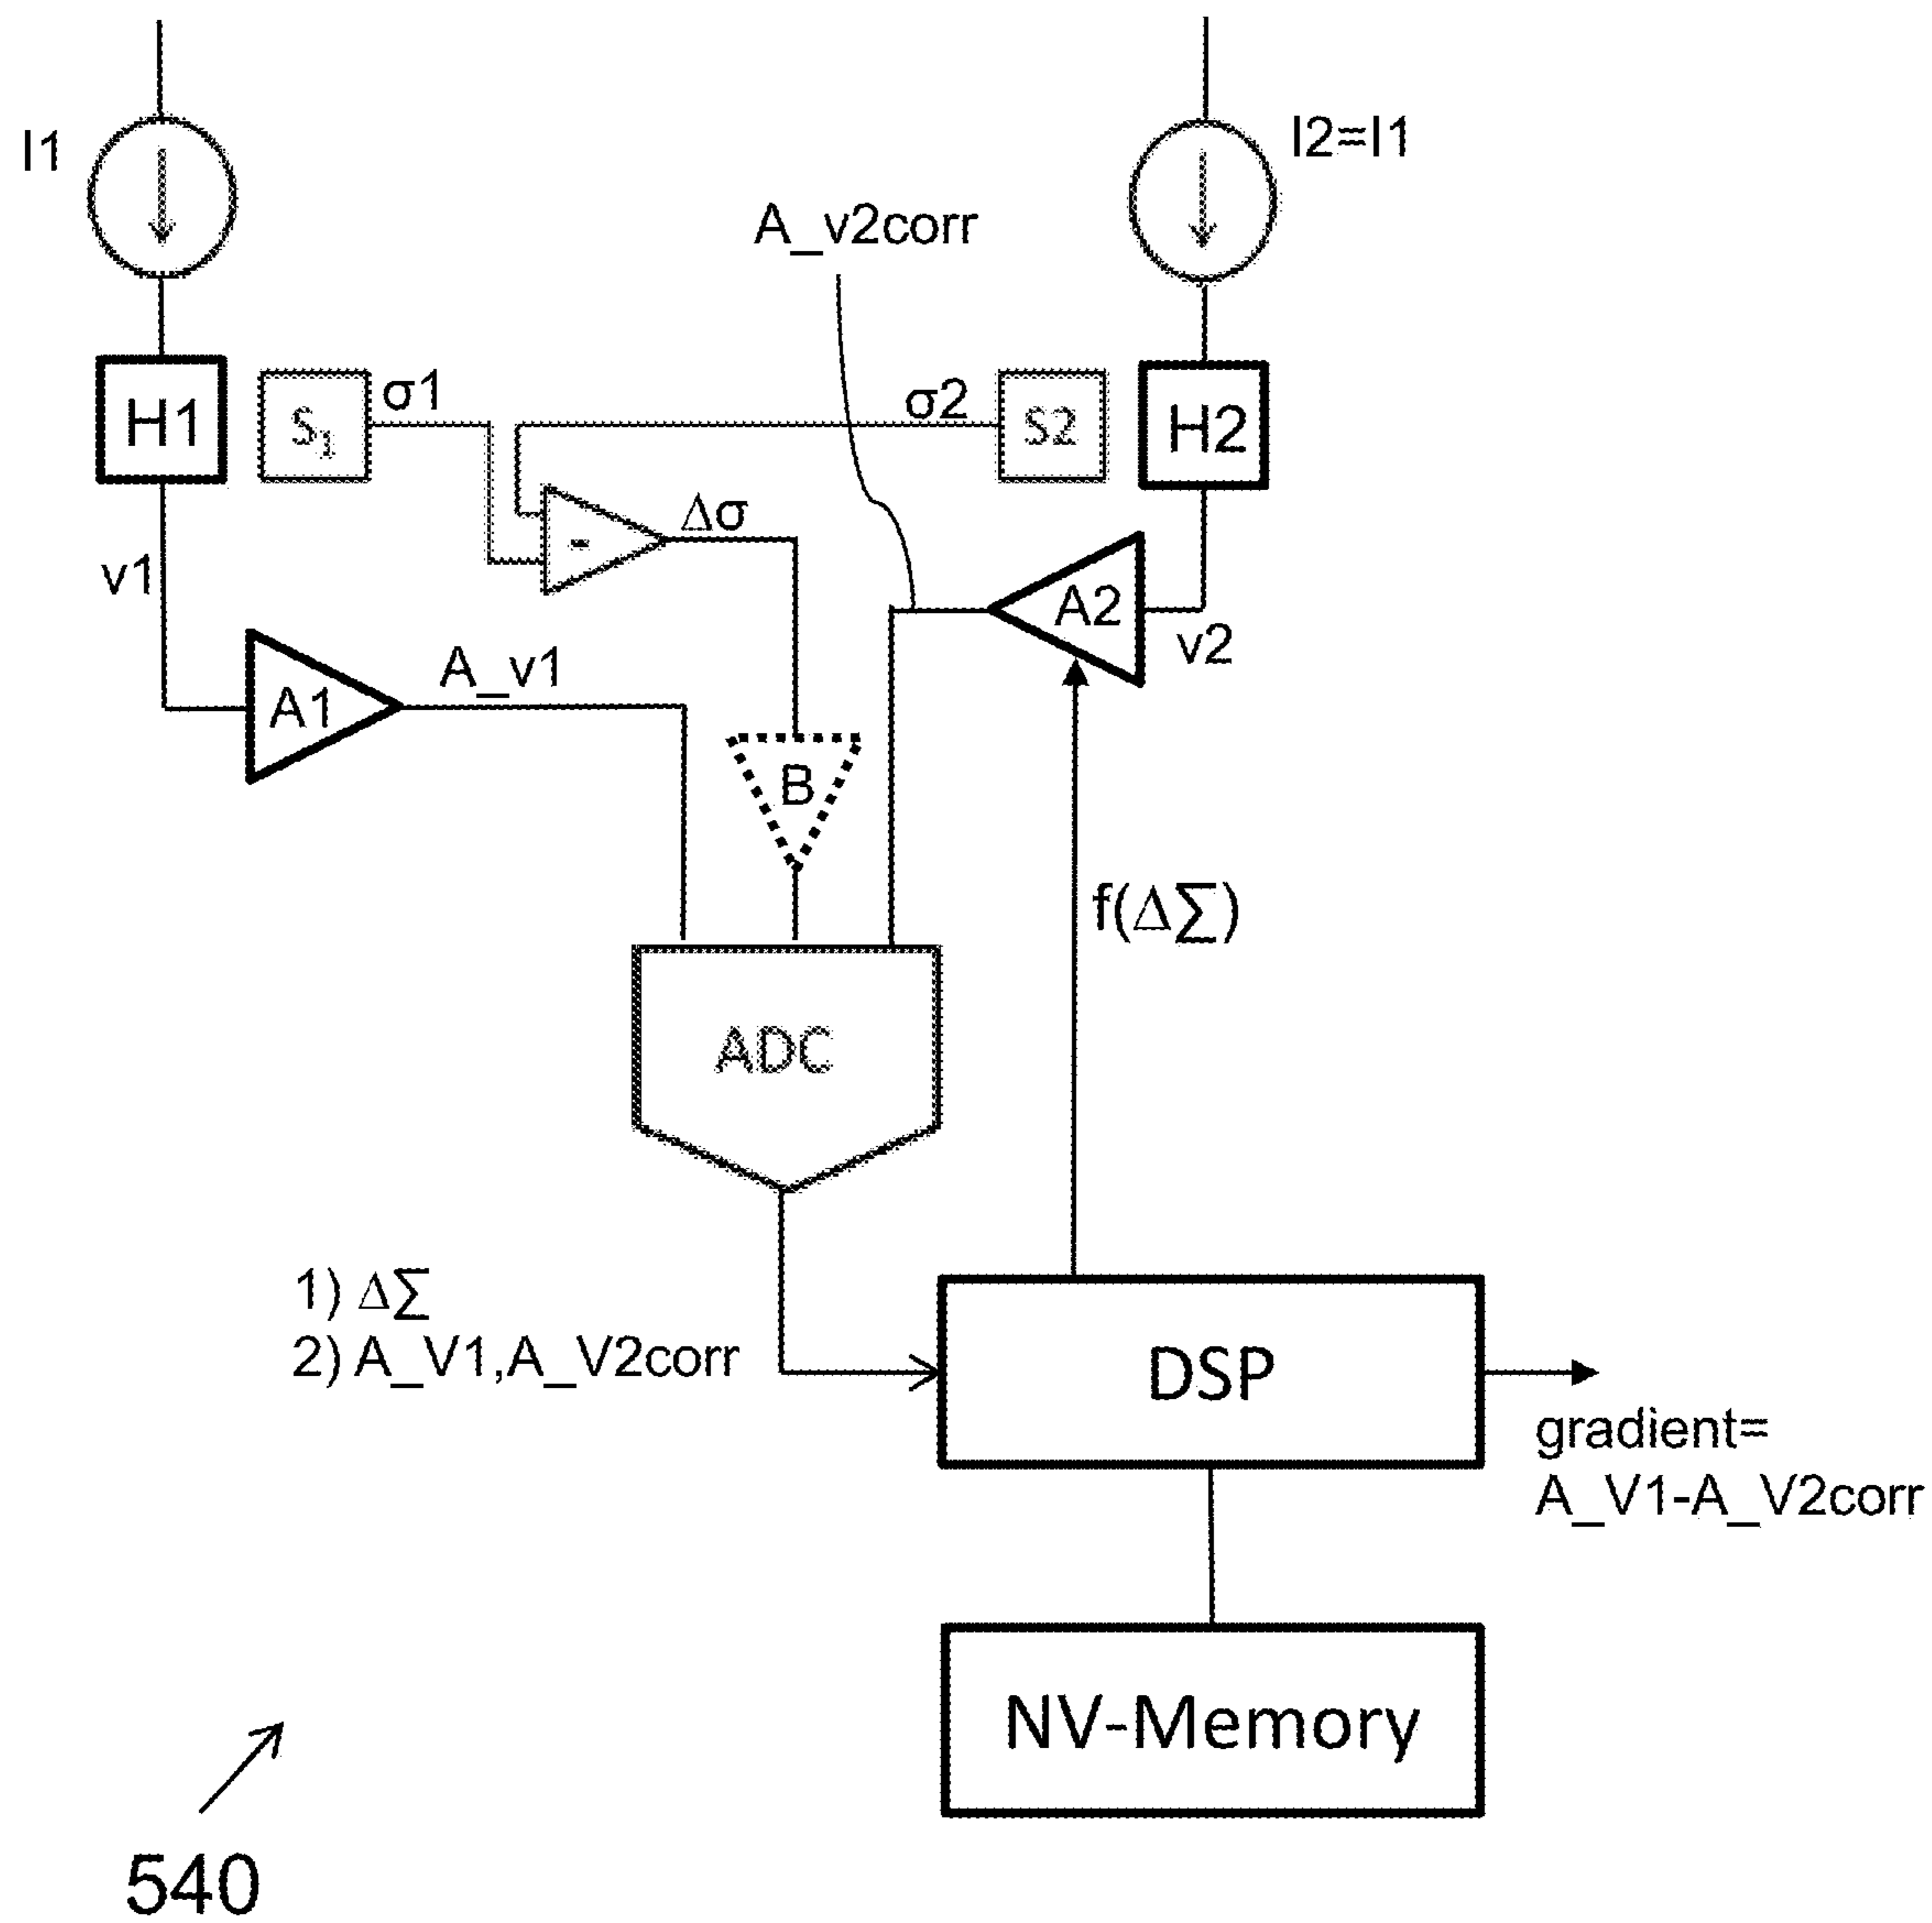 I1
I2=I1
A_v2corr
H1
S1
σ1
σ2
S2
H2
-
Δσ
v1
A2
v2
A_v1
A1
B
f(Δ∑)
ADC
1) Δ∑
2) A_V1,A_V2corr
DSP
gradient=
A_V1-A_V2corr
NV-Memory
540